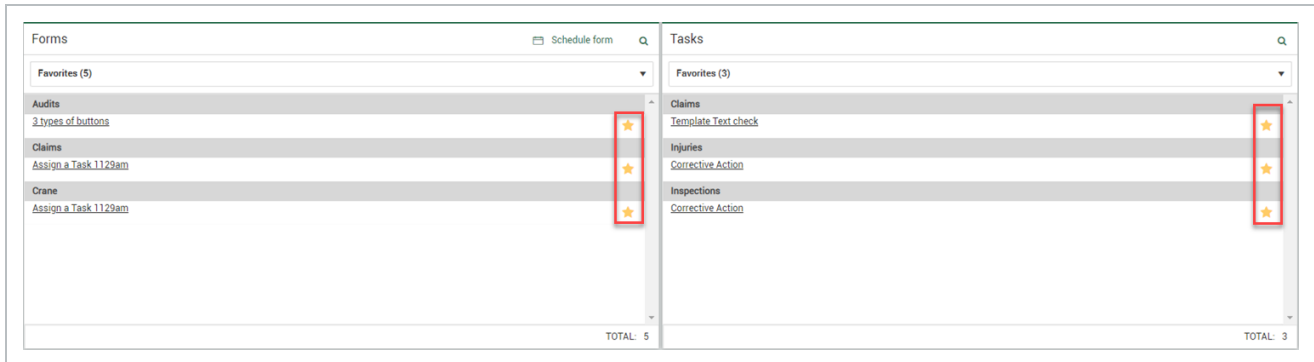 Forms
Schedule form
Favorites (5)
Audits
3 types of buttons
Claims
Assign a Task 1129am
Crane
Assign a Task 1129am
TOTAL: 5
Tasks
Favorites (3)
Claims
Template Text check
Injuries
Corrective Action
Inspections
Corrective Action
TOTAL: 3